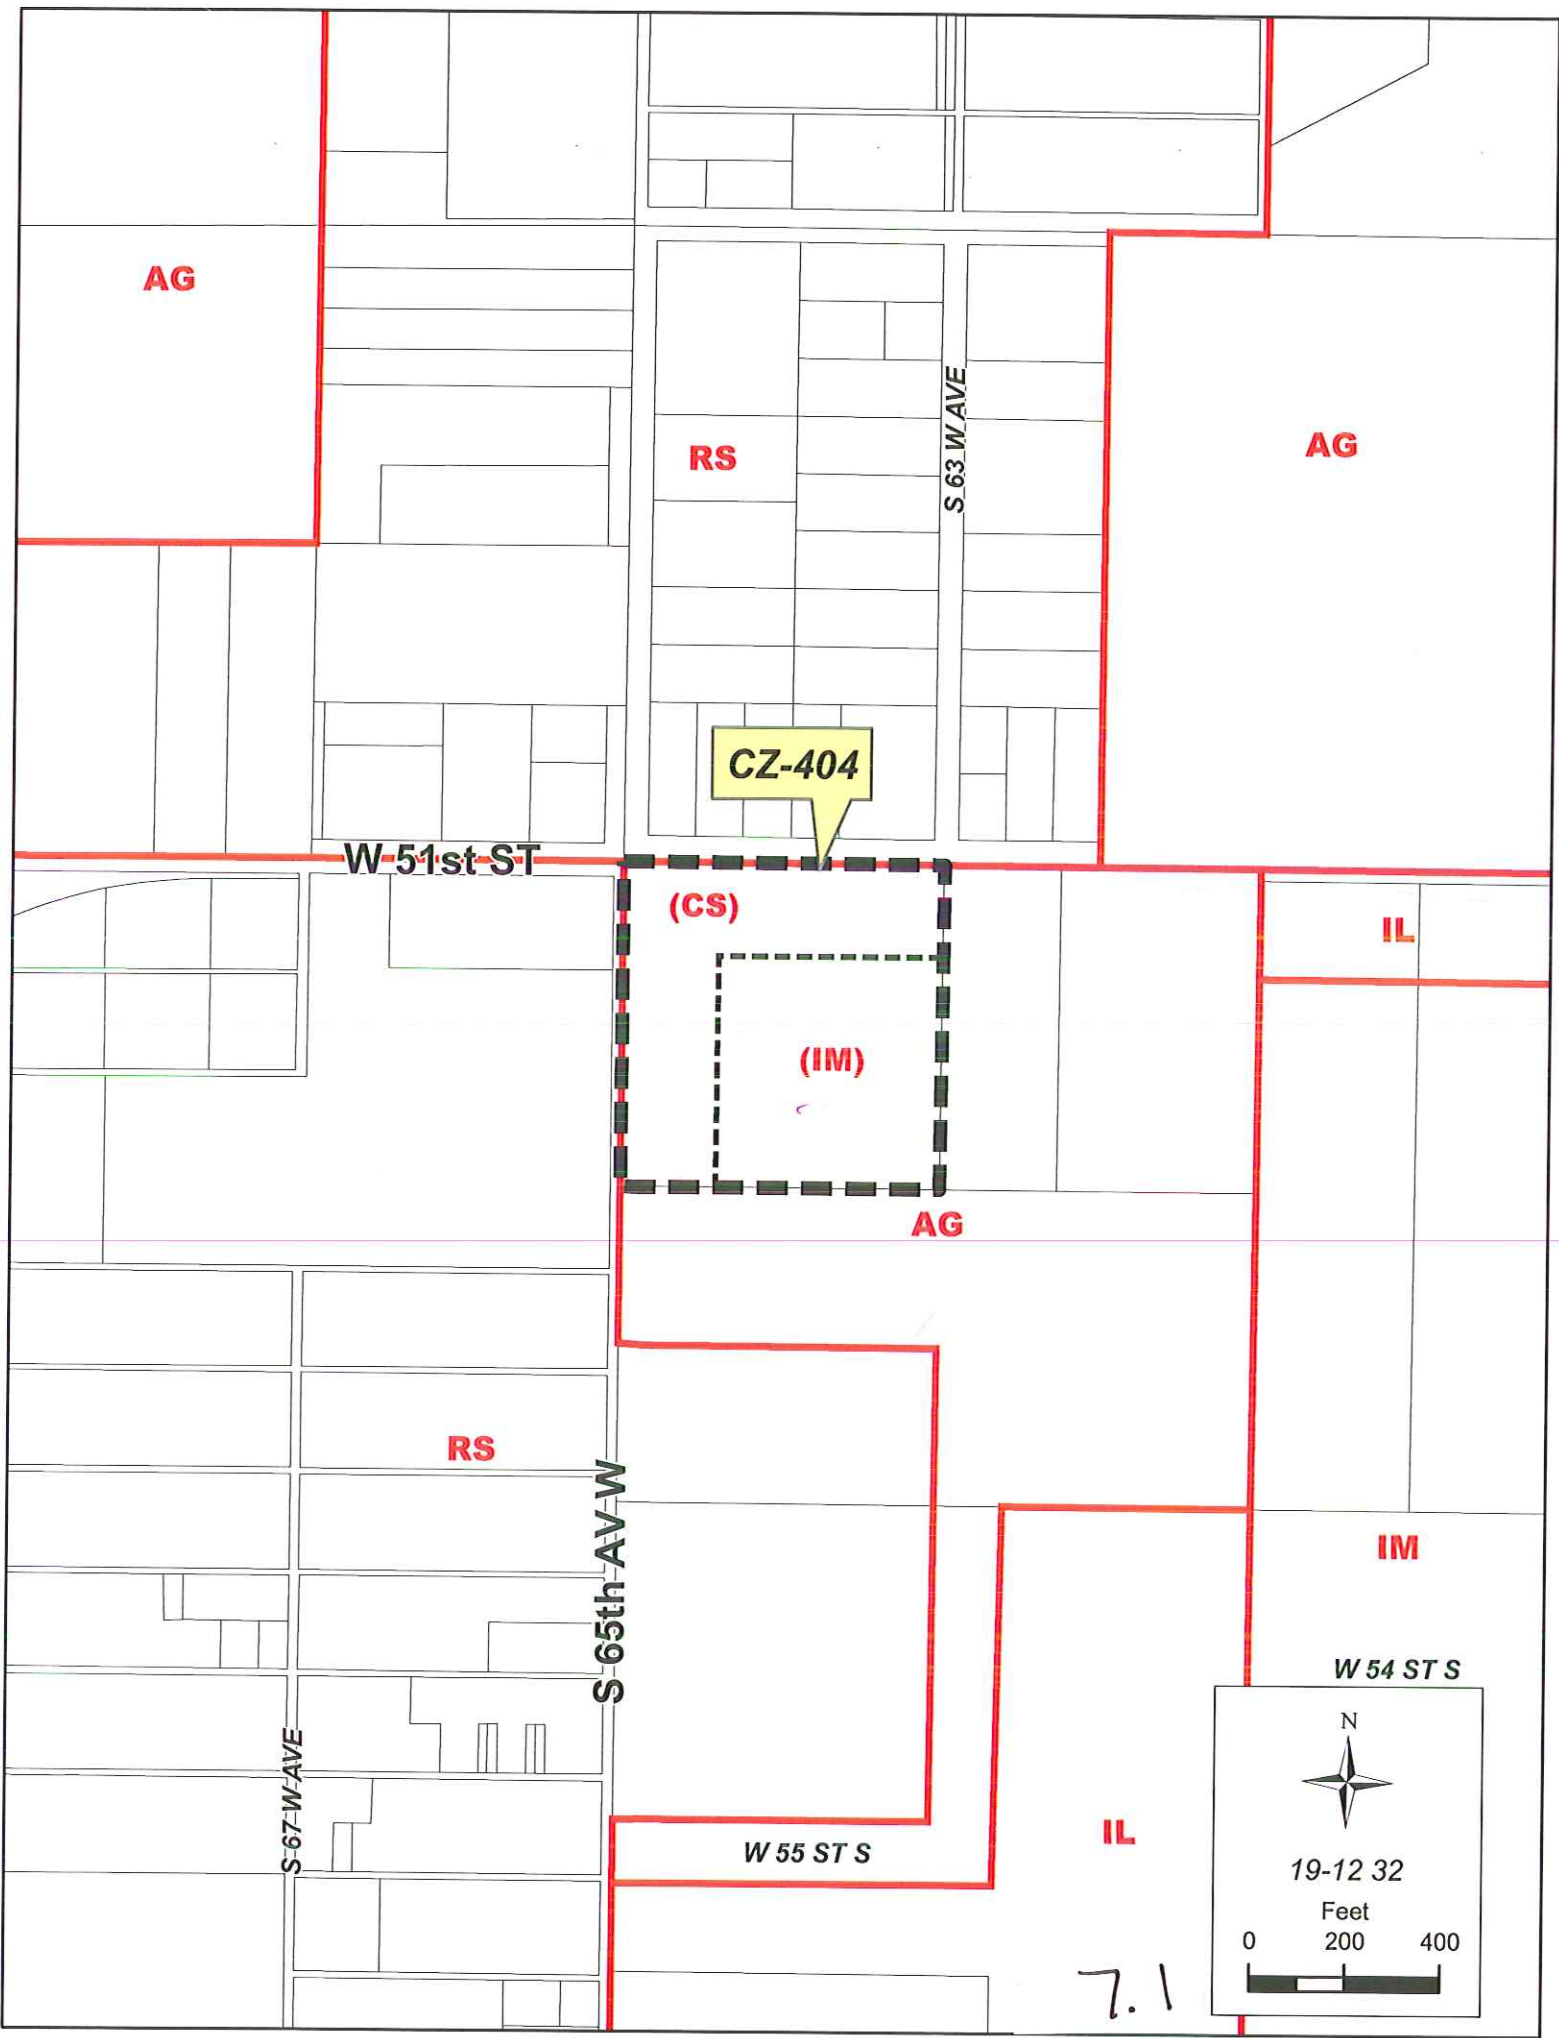 AG
RS
S 63 W AVE
AG
CZ-404
W 51st ST
(CS)
IL
(IM)
AG
RS
S 65th AV W
IM
W 54 ST S
S 67 W AVE
W 55 ST S
IL
N
19-12 32
Feet
0 200 400
7.1